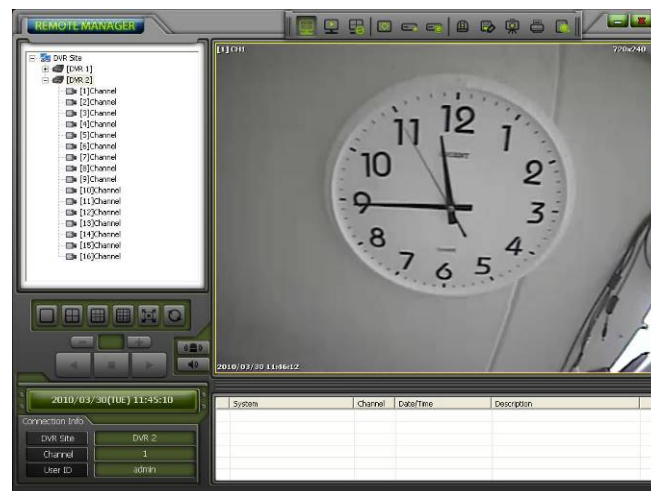 REMOTE MANAGER
DVR Site
[DVR 1]
[DVR 2]
[1]Channel
[2]Channel
[3]Channel
[4]Channel
[5]Channel
[6]Channel
[7]Channel
[8]Channel
[9]Channel
[10]Channel
[11]Channel
[12]Channel
[13]Channel
[14]Channel
[15]Channel
[16]Channel
[1] CH1
720x240
12
1
2
3
4
5
6
7
8
9
10
11
2010/03/30 11:46:12
2010/03/30(TUE) 11:45:10
Connection Info
DVR Site DVR 2
Channel 1
User ID admin
System Channel Date/Time Description